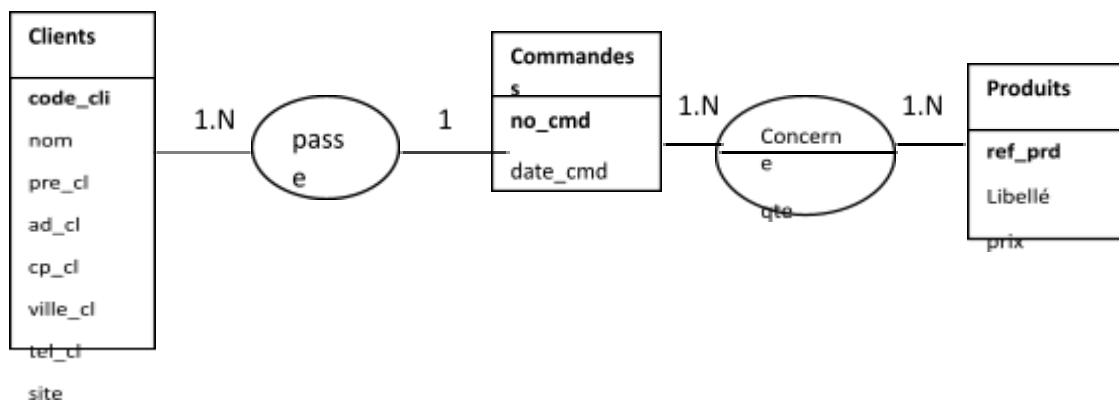 Clients
code_cli
nom
pre_cl
ad_cl
cp_cl
ville_cl
tel_cl
site
1.N
pass
e
1
Commandes
s
no_cmd
date_cmd
1.N
Concern
e
qte
1.N
Produits
ref_prd
Libellé
prix